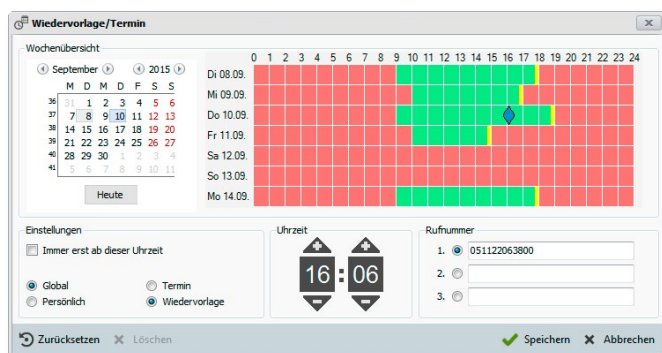 Wiedervorlage/Termin
Wochenübersicht
0 1 2 3 4 5 6 7 8 9 10 11 12 13 14 15 16 17 18 19 20 21 22 23 24
September 2015
M D M D F S S
36 31 1 2 3 4 5 6
37 7 8 9 10 11 12 13
38 14 15 16 17 18 19 20
39 21 22 23 24 25 26 27
40 28 29 30 1 2 3 4
41 5 6 7 8 9 10 11
Heute
Di 08.09.
Mi 09.09.
Do 10.09.
Fr 11.09.
Sa 12.09.
So 13.09.
Mo 14.09.
Einstellungen
Immer erst ab dieser Uhrzeit
Global Termin
Persönlich Wiedervorlage
Uhrzeit
16:06
Rufnummer
1. 051122063800
2.
3.
Zurücksetzen Löschen Speichern Abbrechen